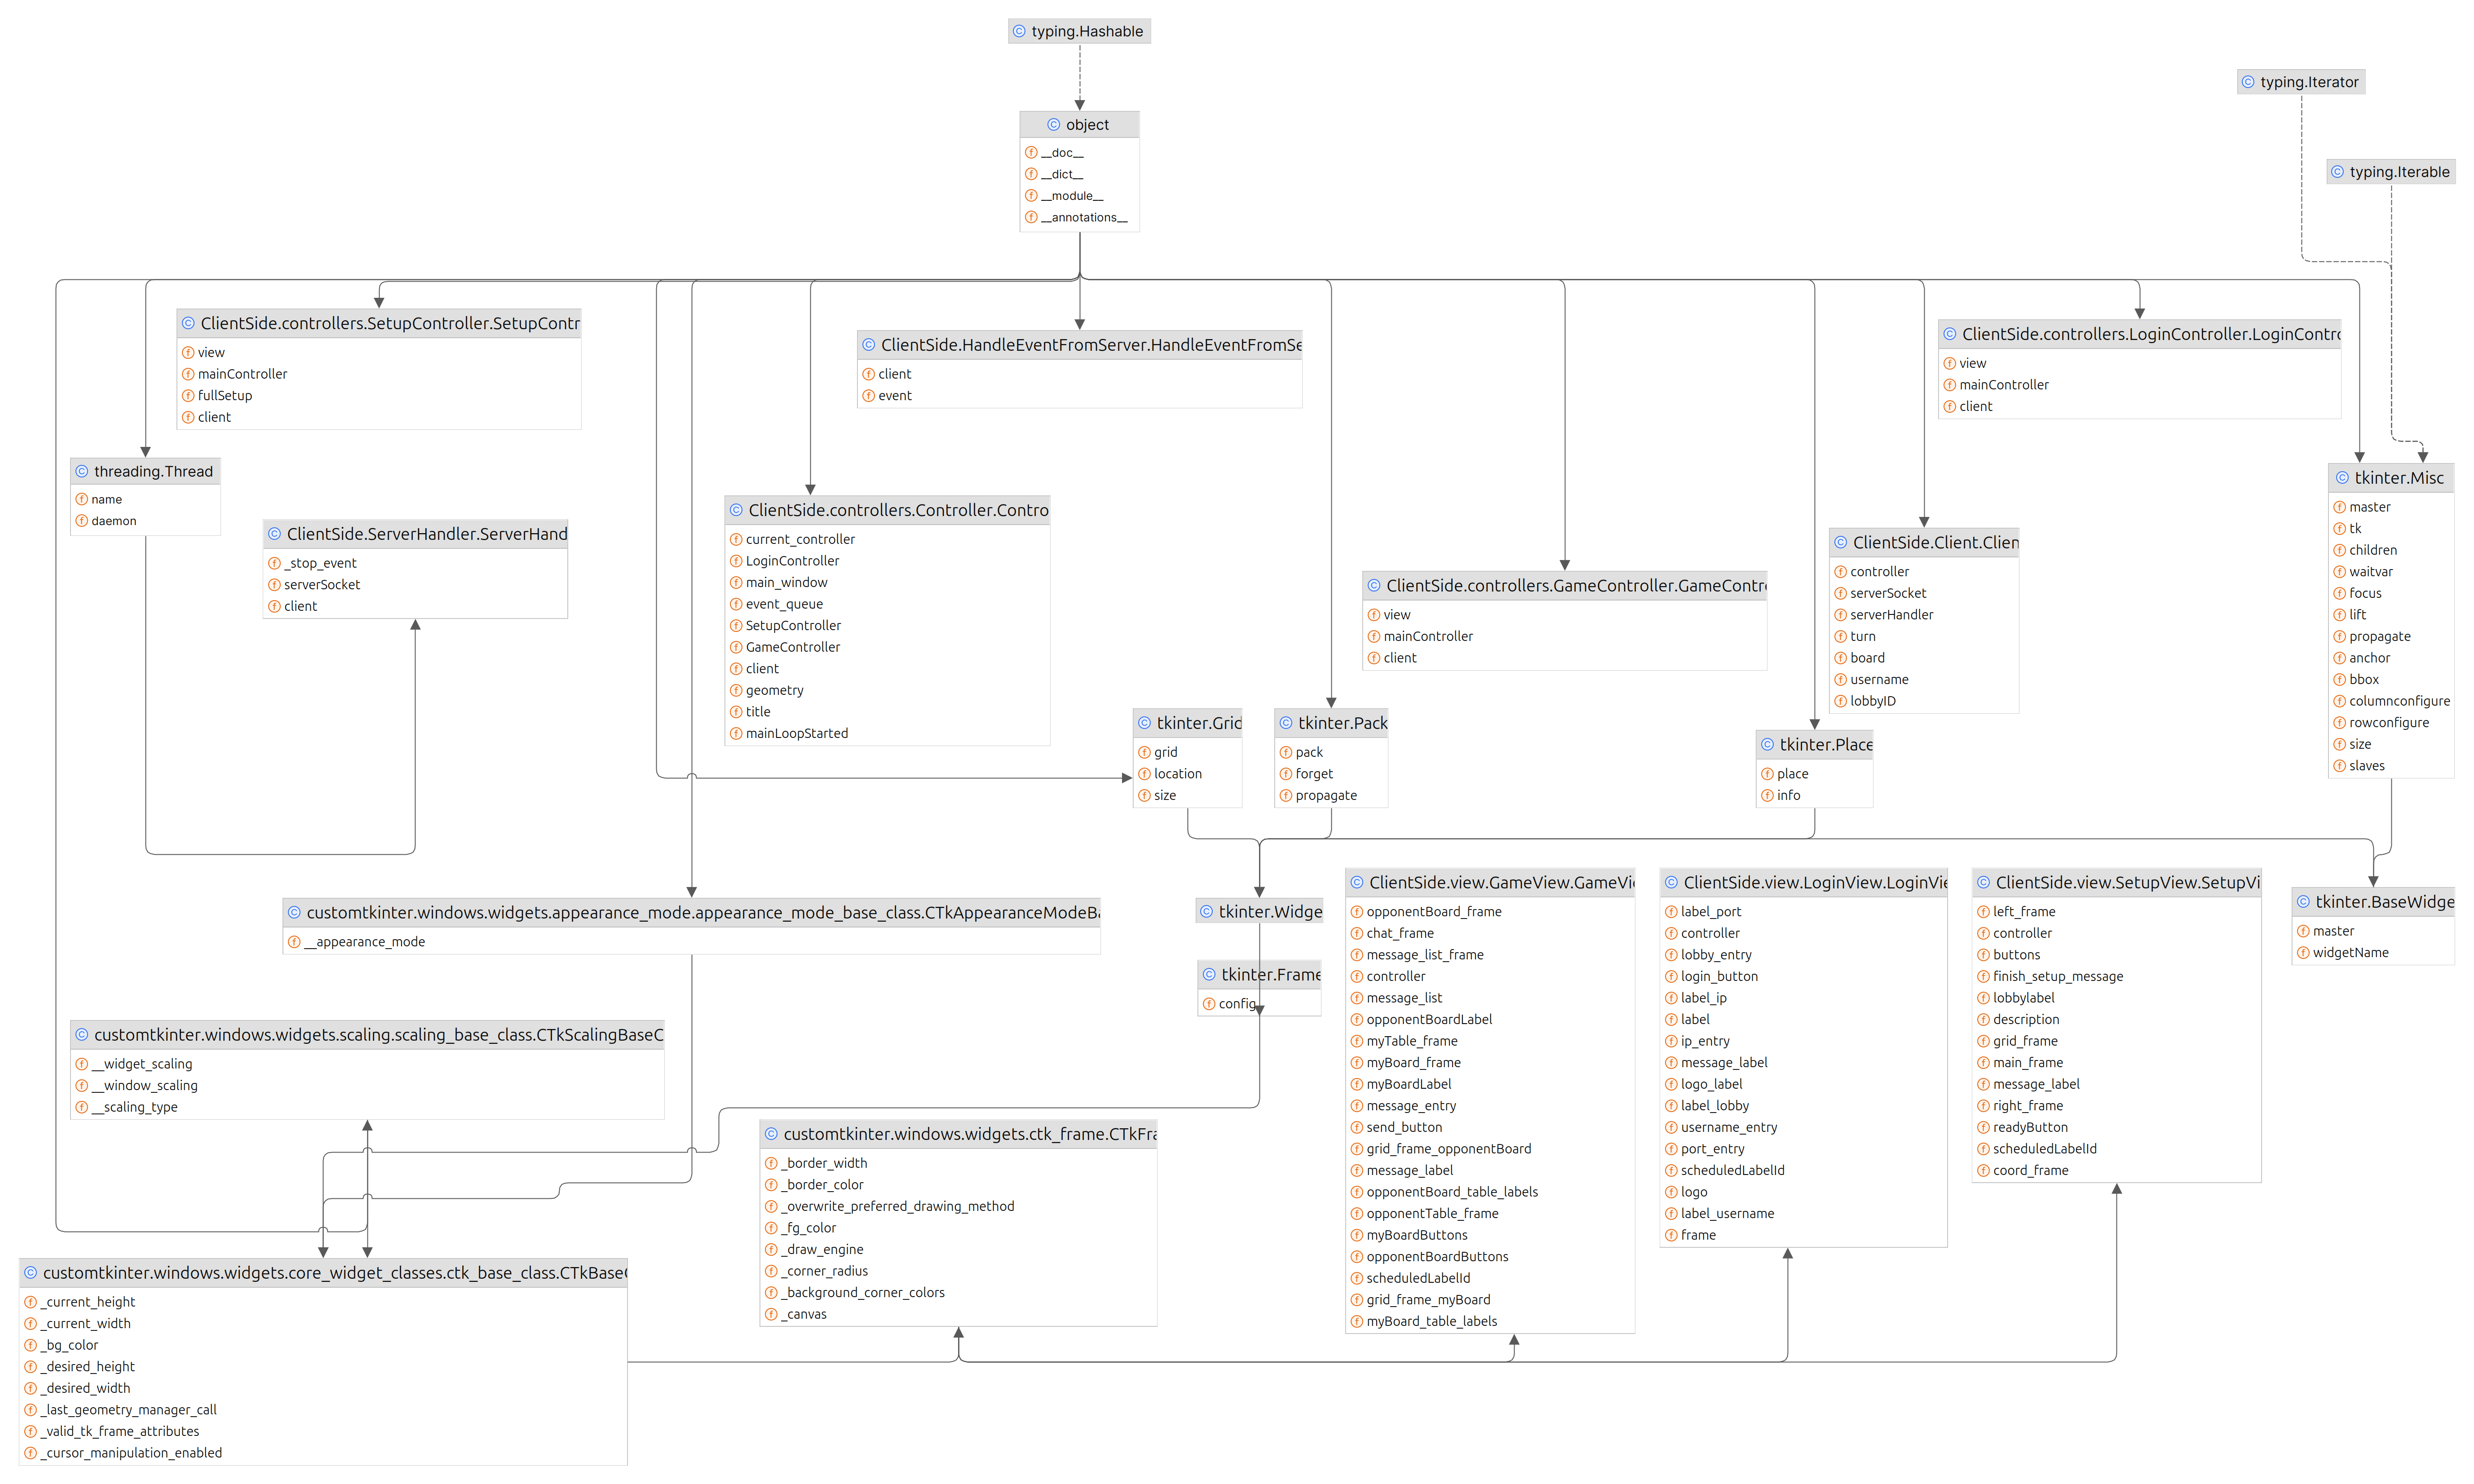 typing.Hashable
typing.Iterator
object
__doc__
__dict__
__module__
__annotations__
typing.Iterable
ClientSide.controllers.SetupController.SetupContr
view
mainController
fullSetup
client
ClientSide.HandleEventFromServer.HandleEventFromSe
client
event
ClientSide.controllers.LoginController.LoginContro
view
mainController
client
threading.Thread
name
daemon
ClientSide.ServerHandler.ServerHand
_stop_event
serverSocket
client
ClientSide.controllers.Controller.Contro
current_controller
LoginController
main_window
event_queue
SetupController
GameController
client
geometry
title
mainLoopStarted
ClientSide.controllers.GameController.GameContro
view
mainController
client
ClientSide.Client.Clien
controller
serverSocket
serverHandler
turn
board
username
lobbyID
tkinter.Misc
master
tk
children
waitvar
focus
lift
propagate
anchor
bbox
columnconfigure
rowconfigure
size
slaves
tkinter.Grid
grid
location
size
tkinter.Pack
pack
forget
propagate
tkinter.Place
place
info
customtkinter.windows.widgets.appearance_mode.appearance_mode_base_class.CTkAppearanceModeBa
__appearance_mode
tkinter.Widge
tkinter.Frame
config
ClientSide.view.GameView.GameVi
opponentBoard_frame
chat_frame
message_list_frame
controller
message_list
opponentBoardLabel
myTable_frame
myBoard_frame
myBoardLabel
message_entry
send_button
grid_frame_opponentBoard
message_label
opponentBoard_table_labels
opponentTable_frame
myBoardButtons
opponentBoardButtons
scheduledLabelId
grid_frame_myBoard
myBoard_table_labels
ClientSide.view.LoginView.LoginVie
label_port
controller
lobby_entry
login_button
label_ip
label
ip_entry
message_label
logo_label
label_lobby
username_entry
port_entry
scheduledLabelId
logo
label_username
frame
ClientSide.view.SetupView.SetupVi
left_frame
controller
buttons
finish_setup_message
lobbylabel
description
grid_frame
main_frame
message_label
right_frame
readyButton
scheduledLabelId
coord_frame
tkinter.BaseWidge
master
widgetName
customtkinter.windows.widgets.scaling.scaling_base_class.CTkScalingBaseC
__widget_scaling
__window_scaling
__scaling_type
customtkinter.windows.widgets.ctk_frame.CTkFra
_border_width
_border_color
_overwrite_preferred_drawing_method
_fg_color
_draw_engine
_corner_radius
_background_corner_colors
_canvas
customtkinter.windows.widgets.core_widget_classes.ctk_base_class.CTkBaseC
_current_height
_current_width
_bg_color
_desired_height
_desired_width
_last_geometry_manager_call
_valid_tk_frame_attributes
_cursor_manipulation_enabled